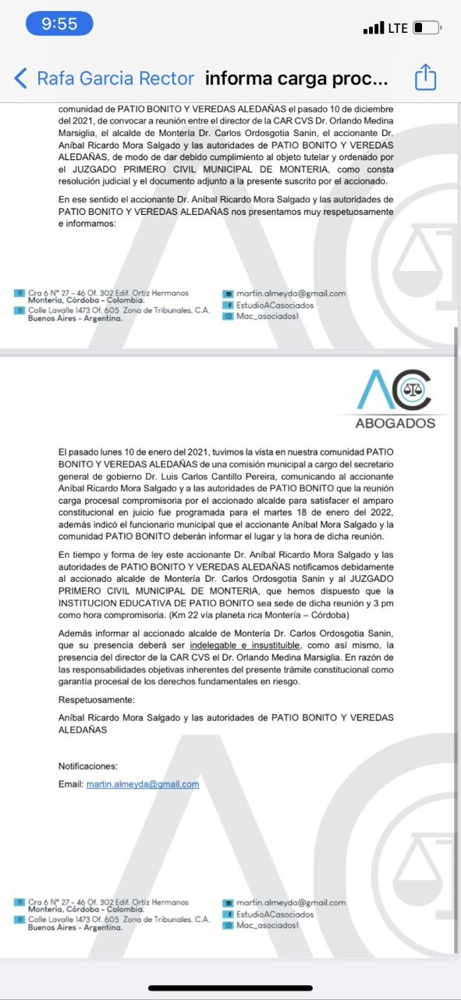 9:55
LTE
Rafa Garcia Rector
informa carga proc...
comunidad de PATIO BONITO Y VEREDAS ALEDAÑAS el pasado 10 de diciembre
del 2021, de convocar a reunión entre el director de la CAR CVS Dr. Orlando Medina
Marsiglia, el alcalde de Montería Dr. Carlos Ordosgotia Sanin, el accionante Dr.
Aníbal Ricardo Mora Salgado y las autoridades de PATIO BONITO Y VEREDAS
ALEDAÑAS, de modo de dar debido cumplimiento al objeto tutelar y ordenado por
el JUZGADO PRIMERO CIVIL MUNICIPAL DE MONTERIA, como consta
resolución judicial y el documento adjunto a la presente suscrito por el accionado.
En ese sentido el accionante Dr. Aníbal Ricardo Mora Salgado y las autoridades de
PATIO BONITO Y VEREDAS ALEDAÑAS nos presentamos muy respetuosamente
e informamos:
Cra 6 N° 27 - 46 Of. 302 Edif. Ortiz Hermanos
Montería, Córdoba - Colombia.
Calle Lavalle 1473 Of. 605 Zona de Tribunales, C.A.
Buenos Aires - Argentina.
martin.almeyda@gmail.com
EstudioACasociados
Mac_asociados1
AC
ABOGADOS
El pasado lunes 10 de enero del 2021, tuvimos la vista en nuestra comunidad PATIO
BONITO Y VEREDAS ALEDAÑAS de una comisión municipal a cargo del secretario
general de gobierno Dr. Luis Carlos Cantillo Pereira, comunicando al accionante
Aníbal Ricardo Mora Salgado y a las autoridades de PATIO BONITO que la reunión
carga procesal compromisoria por el accionado alcalde para satisfacer el amparo
constitucional en juicio fue programada para el martes 18 de enero del 2022,
además indicó el funcionario municipal que el accionante Aníbal Mora Salgado y la
comunidad PATIO BONITO deberán informar el lugar y la hora de dicha reunión.
En tiempo y forma de ley este accionante Dr. Aníbal Ricardo Mora Salgado y las
autoridades de PATIO BONITO Y VEREDAS ALEDAÑAS notificamos debidamente
al accionado alcalde de Montería Dr. Carlos Ordosgotia Sanin y al JUZGADO
PRIMERO CIVIL MUNICIPAL DE MONTERIA, que hemos dispuesto que la
INSTITUCION EDUCATIVA DE PATIO BONITO sea sede de dicha reunión y 3 pm
como hora compromisoria. (Km 22 vía planeta rica Montería – Córdoba)
Además informar al accionado alcalde de Montería Dr. Carlos Ordosgotia Sanin,
que su presencia deberá ser indelegable e insustituible, como así mismo, la
presencia del director de la CAR CVS el Dr. Orlando Medina Marsiglia. En razón de
las responsabilidades objetivas inherentes del presente trámite constitucional como
garantía procesal de los derechos fundamentales en riesgo.
Respetuosamente:
Aníbal Ricardo Mora Salgado y las autoridades de PATIO BONITO Y VEREDAS
ALEDAÑAS
Notificaciones:
Email: martin.almeyda@gmail.com
Cra 6 N° 27 - 46 Of. 302 Edif. Ortiz Hermanos
Montería, Córdoba - Colombia.
Calle Lavalle 1473 Of. 605 Zona de Tribunales, C.A.
Buenos Aires - Argentina.
martin.almeyda@gmail.com
EstudioACasociados
Mac_asociados1